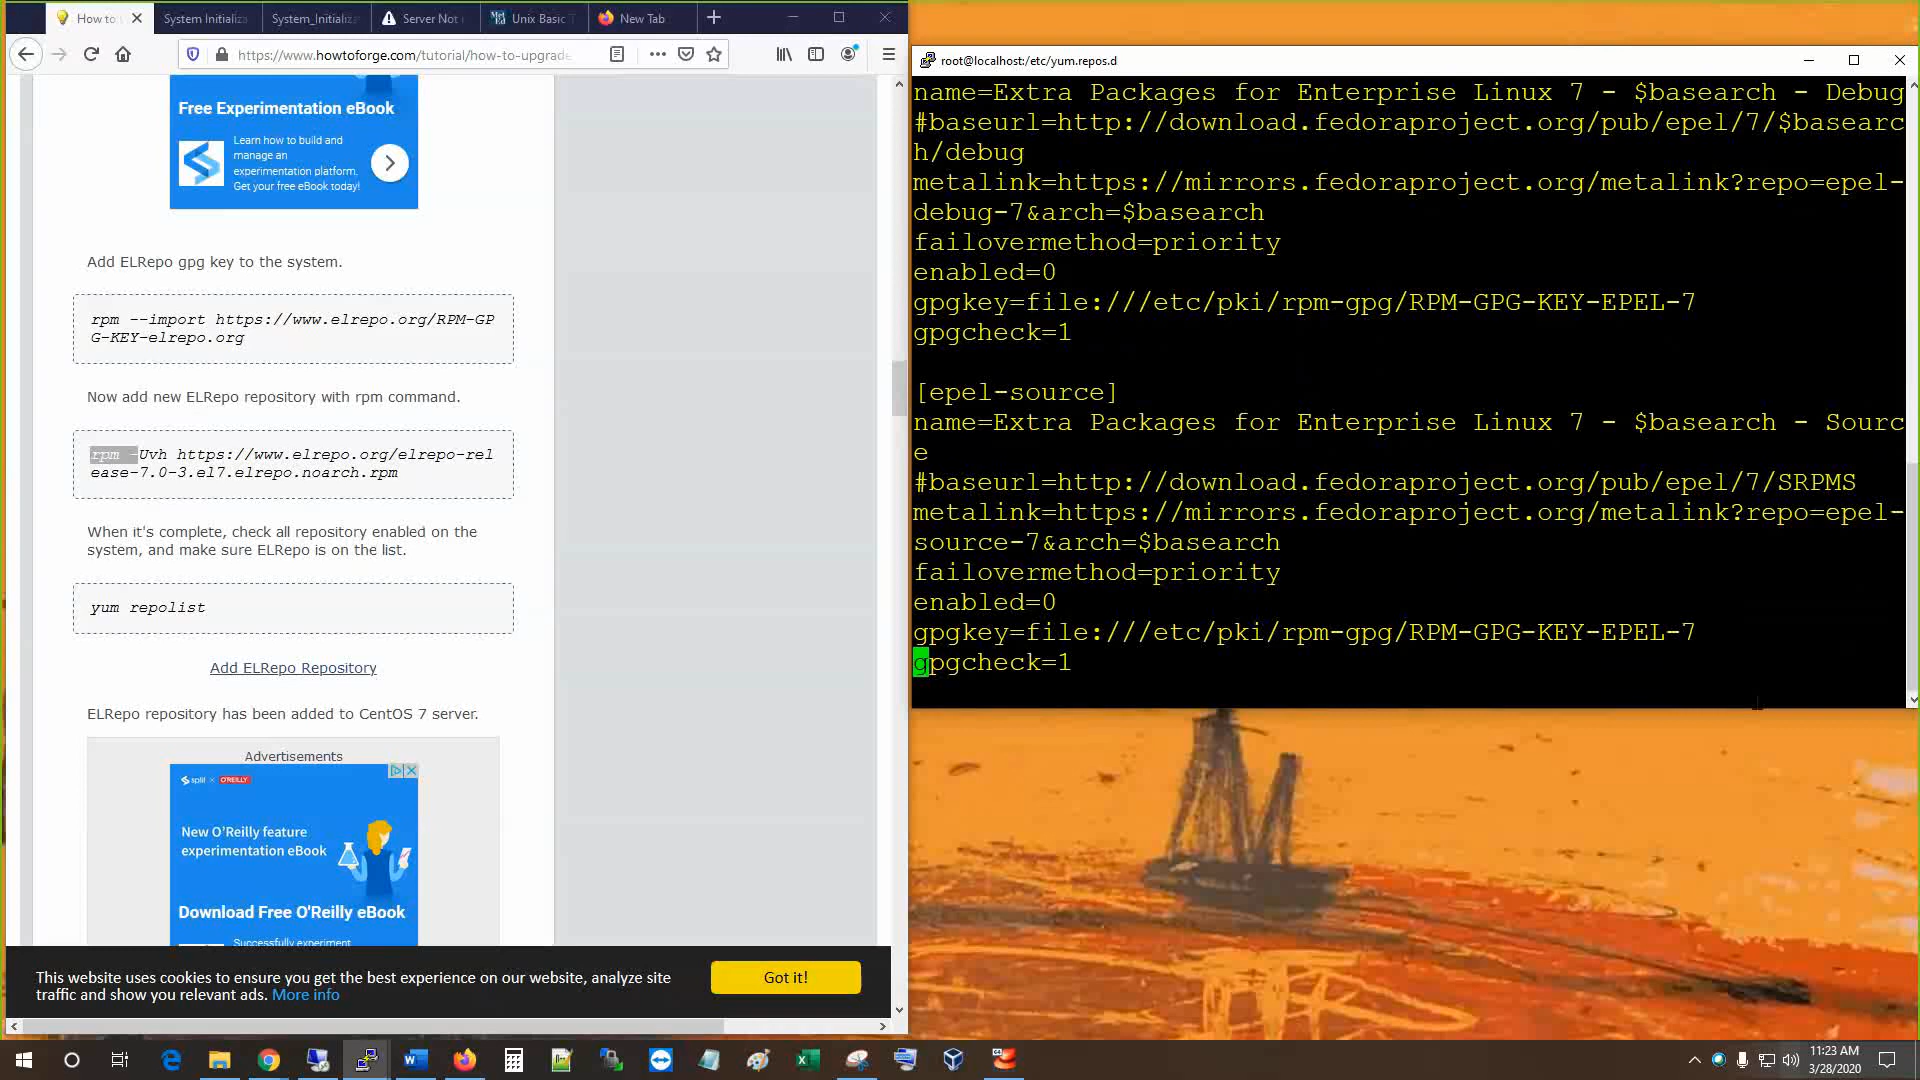 How to
System Initializ
System_Initializ
Server Not
Unix Basic
New Tab
https://www.howtoforge.com/tutorial/how-to-upgrade
Free Experimentation eBook
Learn how to build and
manage an
experimentation platform.
Get your free eBook today!
Add ELRepo gpg key to the system.
rpm --import https://www.elrepo.org/RPM-GP
G-KEY-elrepo.org
Now add new ELRepo repository with rpm command.
rpm -Uvh https://www.elrepo.org/elrepo-rel
ease-7.0-3.el7.elrepo.noarch.rpm
When it's complete, check all repository enabled on the
system, and make sure ELRepo is on the list.
yum repolist
Add ELRepo Repository
ELRepo repository has been added to CentOS 7 server.
Advertisements
split x O'REILLY
New O'Reilly feature
experimentation eBook
Download Free O'Reilly eBook
Successfully experiment
This website uses cookies to ensure you get the best experience on our website, analyze site
traffic and show you relevant ads. More info
Got it!
root@localhost:/etc/yum.repos.d
name=Extra Packages for Enterprise Linux 7 - $basearch - Debug
#baseurl=http://download.fedoraproject.org/pub/epel/7/$basearc
h/debug
metalink=https://mirrors.fedoraproject.org/metalink?repo=epel-
debug-7&arch=$basearch
failovermethod=priority
enabled=0
gpgkey=file:///etc/pki/rpm-gpg/RPM-GPG-KEY-EPEL-7
gpgcheck=1
[epel-source]
name=Extra Packages for Enterprise Linux 7 - $basearch - Sourc
e
#baseurl=http://download.fedoraproject.org/pub/epel/7/SRPMS
metalink=https://mirrors.fedoraproject.org/metalink?repo=epel-
source-7&arch=$basearch
failovermethod=priority
enabled=0
gpgkey=file:///etc/pki/rpm-gpg/RPM-GPG-KEY-EPEL-7
gpgcheck=1
11:23 AM
3/28/2020